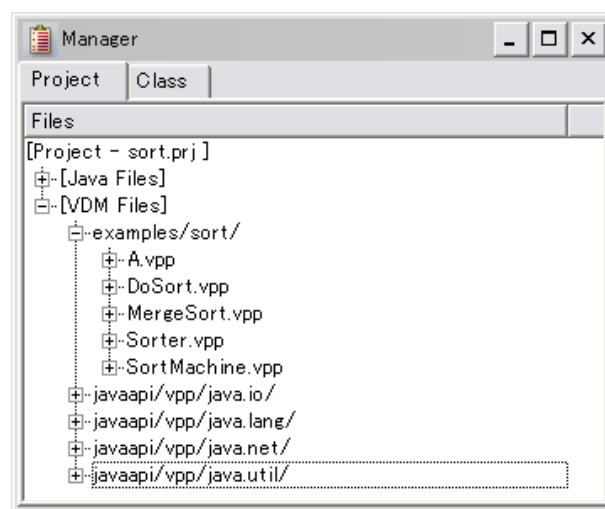 Manager
Project Class
Files
[Project - sort.prj ]
[Java Files]
[VDM Files]
examples/sort/
A.vpp
DoSort.vpp
MergeSort.vpp
Sorter.vpp
SortMachine.vpp
javaapi/vpp/java.io/
javaapi/vpp/java.lang/
javaapi/vpp/java.net/
javaapi/vpp/java.util/